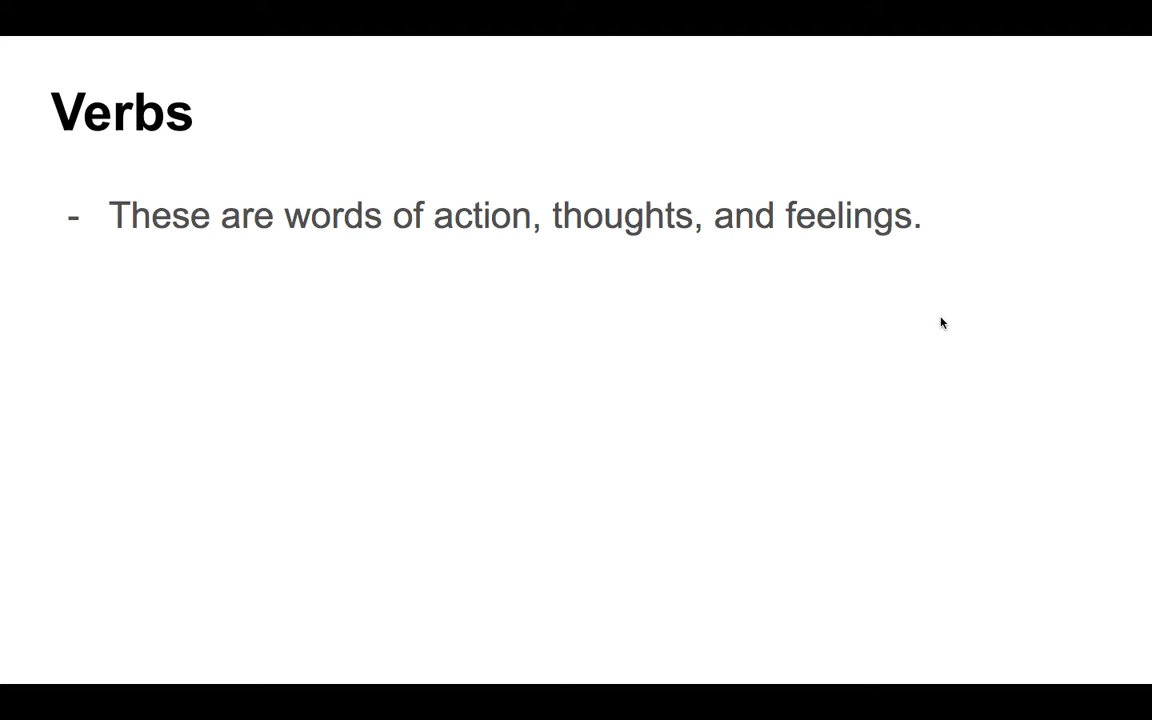 Verbs
- These are words of action, thoughts, and feelings.